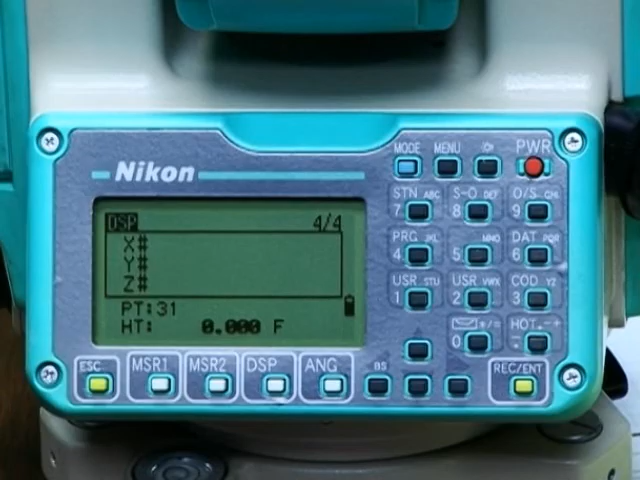 Nikon
DSP 4/4
X#
Y#
Z#
PT:31
HT: 0.000 F
MODE MENU PWR
STN ABC S-O DEF O/S GHI
7 8 9
PRG JKL MNO DAT PQR
4 5 6
USR STU USR VWX COD YZ
1 2 3
*/= HOT -+
0 .
ESC MSR1 MSR2 DSP ANG BS REC/ENT